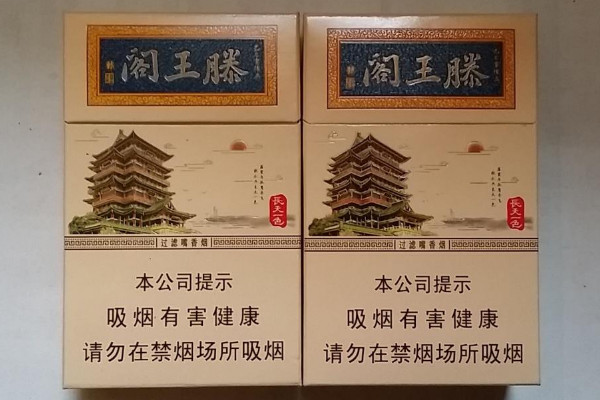 滕王阁
长天一色
过滤嘴香烟
本公司提示
吸烟有害健康
请勿在禁烟场所吸烟
滕王阁
长天一色
过滤嘴香烟
本公司提示
吸烟有害健康
请勿在禁烟场所吸烟